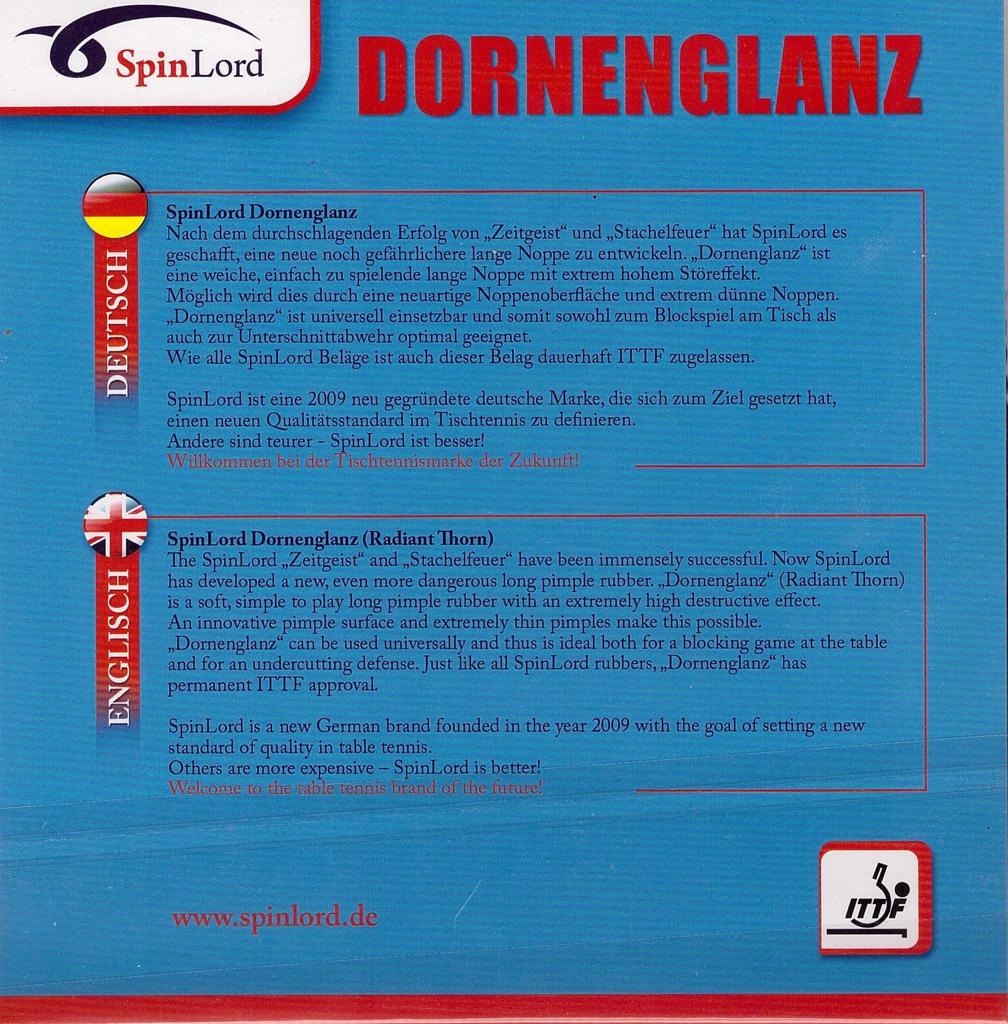 SpinLord
DORNENGLANZ
DEUTSCH
SpinLord Dornenglanz
Nach dem durchschlagenden Erfolg von „Zeitgeist“ und „Stachelfeuer“ hat SpinLord es
geschafft, eine neue noch gefährlichere lange Noppe zu entwickeln. „Dornenglanz“ ist
eine weiche, einfach zu spielende lange Noppe mit extrem hohem Störeffekt.
Möglich wird dies durch eine neuartige Noppenoberfläche und extrem dünne Noppen.
„Dornenglanz“ ist universell einsetzbar und somit sowohl zum Blockspiel am Tisch als
auch zur Unterschnittabwehr optimal geeignet.
Wie alle SpinLord Beläge ist auch dieser Belag dauerhaft ITTF zugelassen.
SpinLord ist eine 2009 neu gegründete deutsche Marke, die sich zum Ziel gesetzt hat,
einen neuen Qualitätsstandard im Tischtennis zu definieren.
Andere sind teurer - SpinLord ist besser!
Willkommen bei der Tischtennismarke der Zukunft!
ENGLISCH
SpinLord Dornenglanz (Radiant Thorn)
The SpinLord „Zeitgeist“ and „Stachelfeuer“ have been immensely successful. Now SpinLord
has developed a new, even more dangerous long pimple rubber. „Dornenglanz“ (Radiant Thorn)
is a soft, simple to play long pimple rubber with an extremely high destructive effect.
An innovative pimple surface and extremely thin pimples make this possible.
„Dornenglanz“ can be used universally and thus is ideal both for a blocking game at the table
and for an undercutting defense. Just like all SpinLord rubbers, „Dornenglanz“ has
permanent ITTF approval.
SpinLord is a new German brand founded in the year 2009 with the goal of setting a new
standard of quality in table tennis.
Others are more expensive – SpinLord is better!
Welcome to the table tennis brand of the future!
www.spinlord.de
ITTF